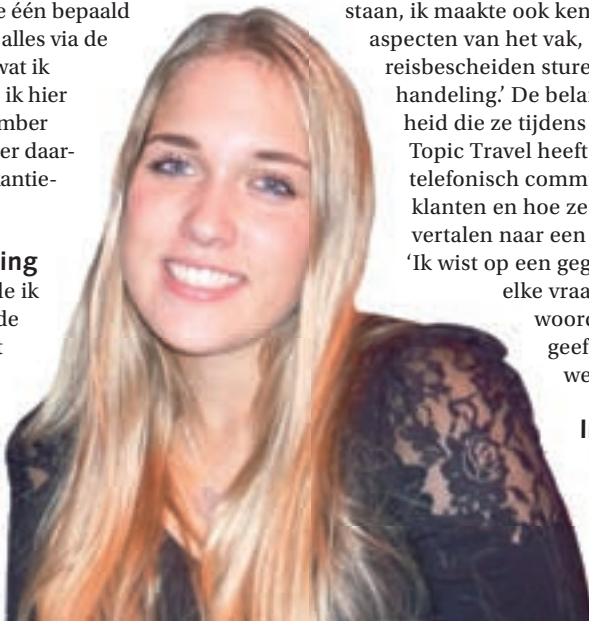 één bepaald
alles via de
wat ik
ik hier
mber
er daar-
antie-
ing
le ik
de
staan, ik maakte ook ken
aspecten van het vak,
reisbescheiden sture
handeling.’ De bela
heid die ze tijdens
Topic Travel heeft
telefonisch comm
klanten en hoe ze
vertalen naar een
‘Ik wist op een geg
elke vraa
woord
geef
we